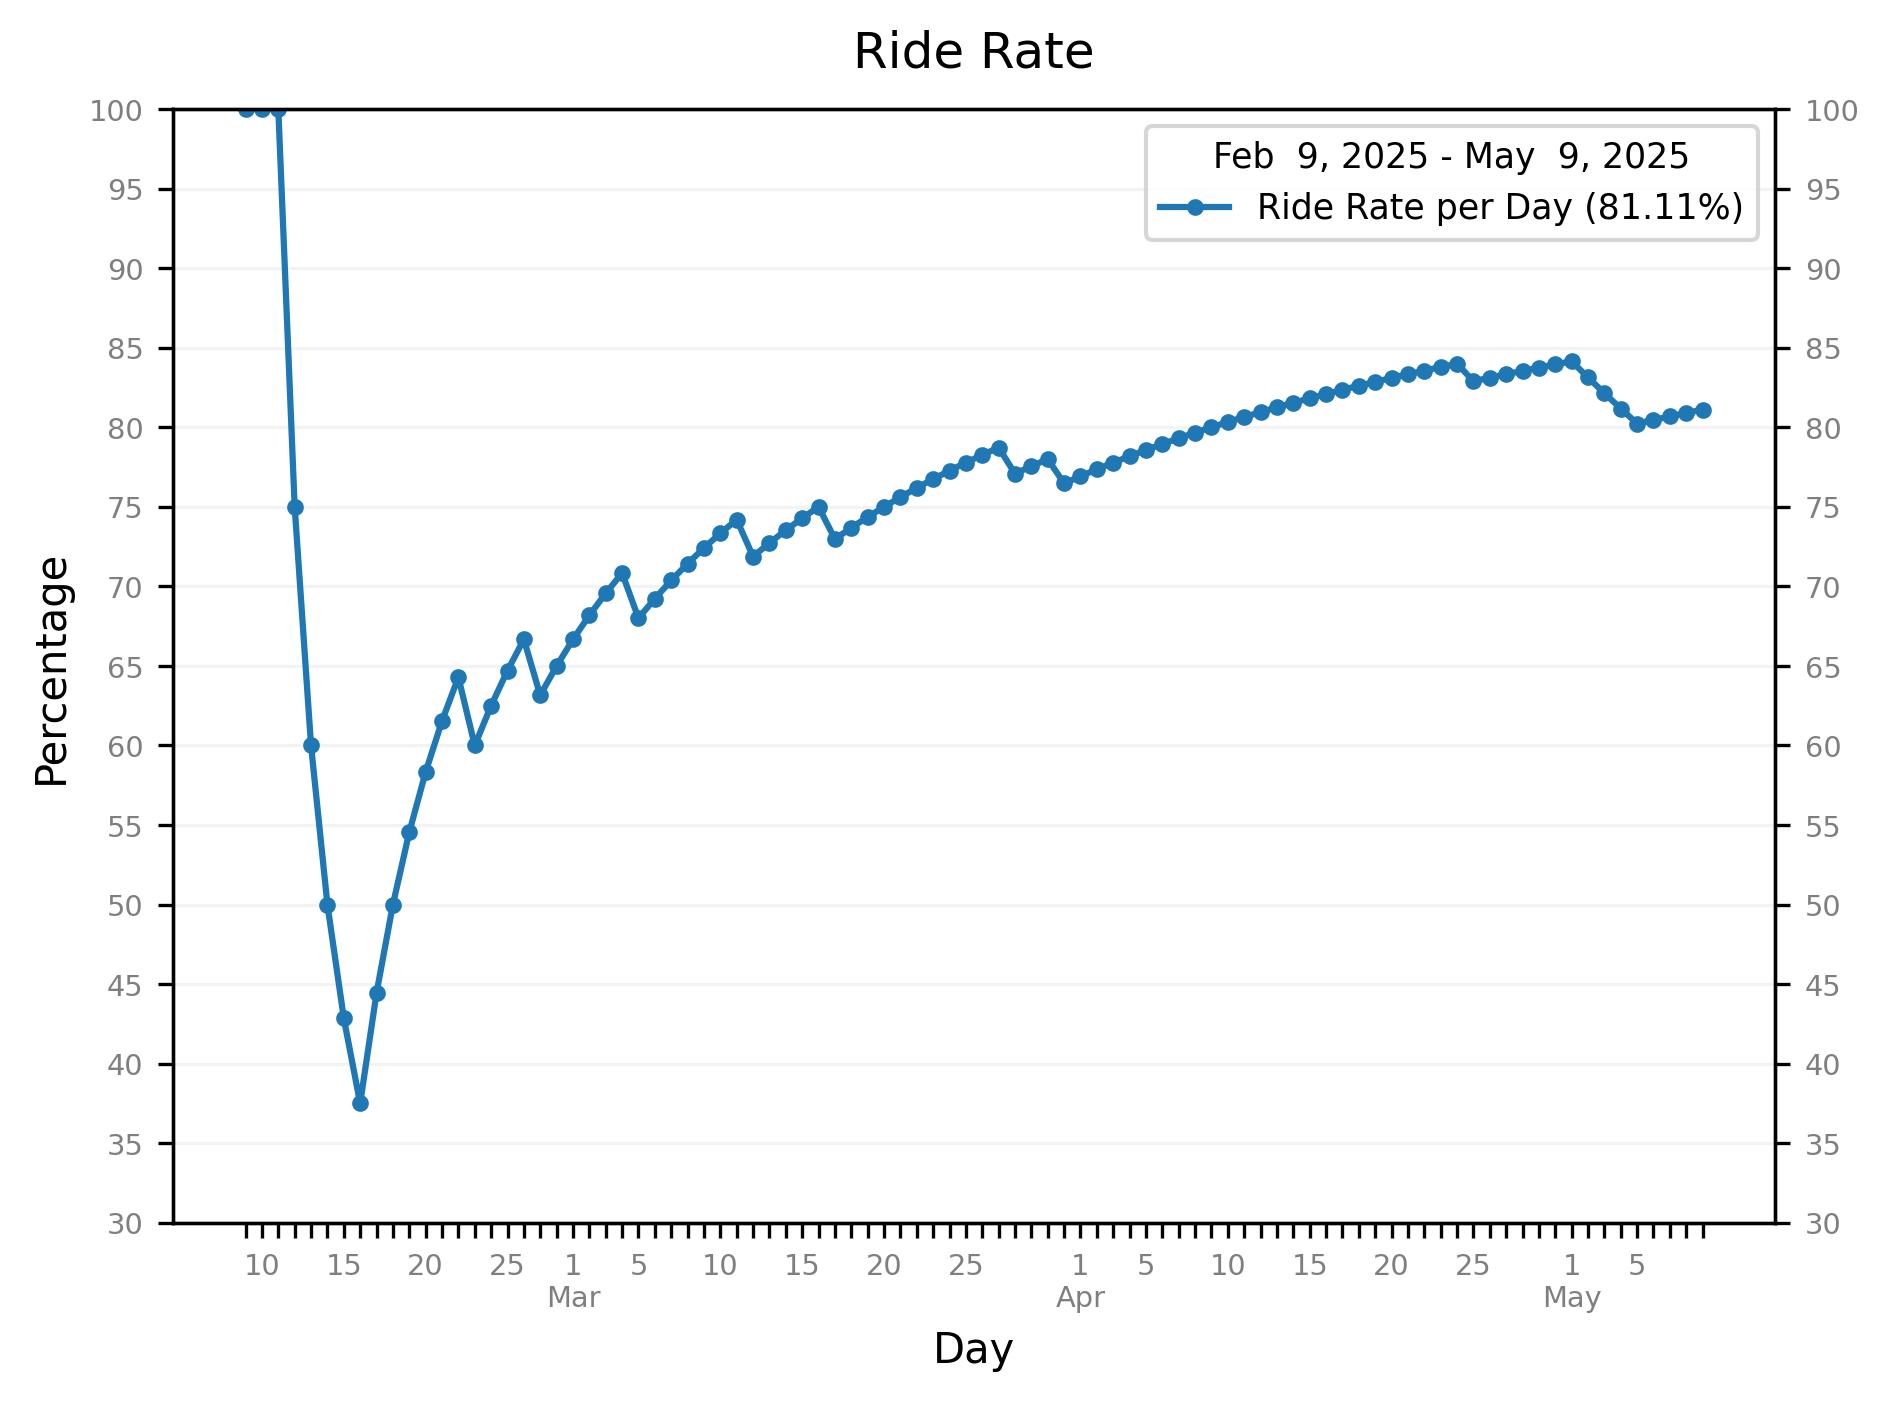 Ride Rate
Feb  9, 2025 - May  9, 2025
Ride Rate per Day (81.11%)
Percentage
100 100
95 95
90 90
85 85
80 80
75 75
70 70
65 65
60 60
55 55
50 50
45 45
40 40
35 35
30 30
10 15 20 25 1 5 10 15 20 25 1 5 10 15 20 25 1 5
Mar Apr May
Day